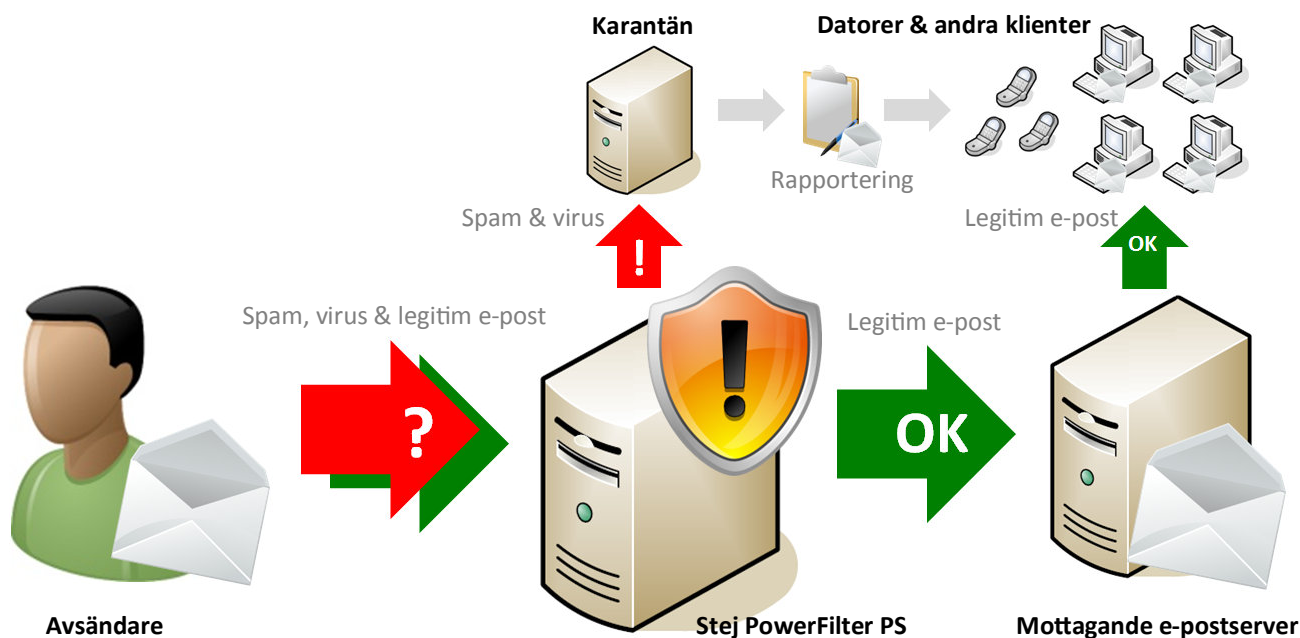 Karantän
Datorer & andra klienter
Rapportering
Spam & virus
Legitim e-post
!
OK
Spam, virus & legitim e-post
Legitim e-post
?
!
OK
Avsändare
Stej PowerFilter PS
Mottagande e-postserver